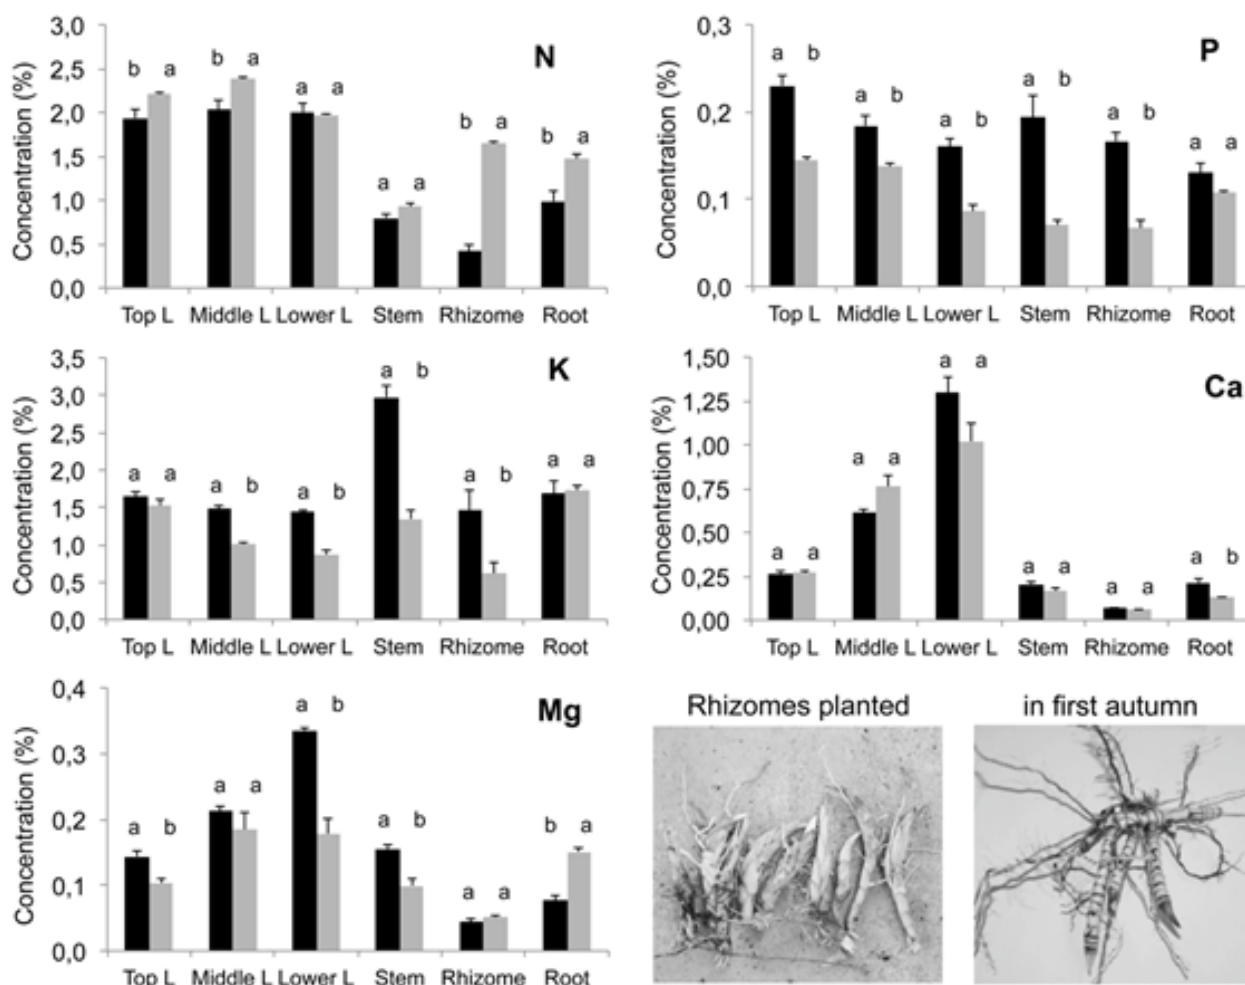 N
Concentration (%)
3,0
2,5
2,0
1,5
1,0
0,5
0,0
b a b a a a a a b a b a
Top L Middle L Lower L Stem Rhizome Root
P
Concentration (%)
0,3
0,2
0,1
0,0
a b a b a b a b a b a a
Top L Middle L Lower L Stem Rhizome Root
K
Concentration (%)
3,5
3,0
2,5
2,0
1,5
1,0
0,5
0,0
a a a b a b a b a b a a
Top L Middle L Lower L Stem Rhizome Root
Ca
Concentration (%)
1,50
1,25
1,00
0,75
0,50
0,25
0,00
a a a a a a a a a a a b
Top L Middle L Lower L Stem Rhizome Root
Mg
Concentration (%)
0,4
0,3
0,2
0,1
0,0
a b a a a b a b a a b a
Top L Middle L Lower L Stem Rhizome Root
Rhizomes planted
in first autumn